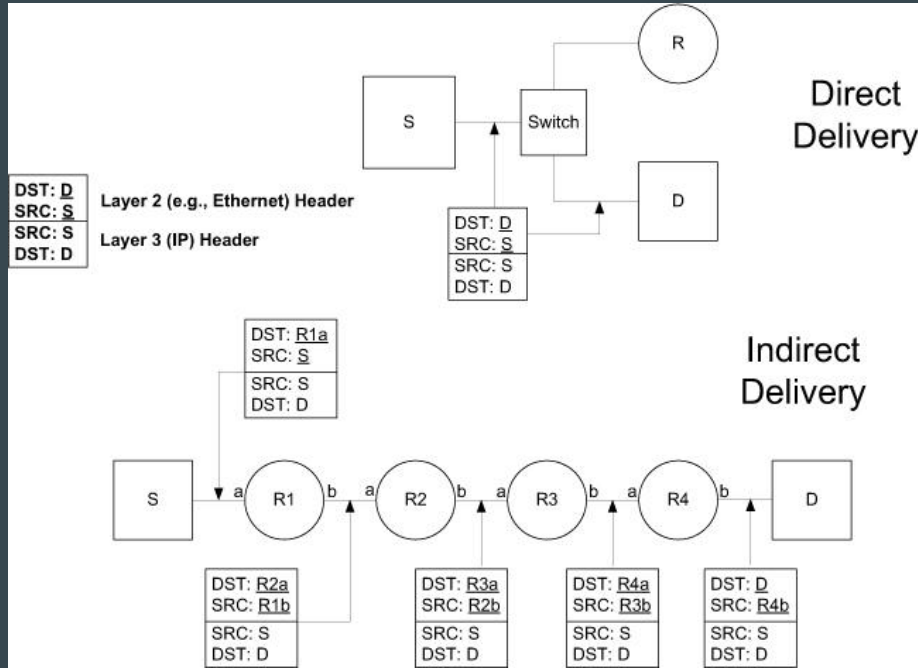 R
Direct
Delivery
S
Switch
D
DST: D
SRC: S
SRC: S
DST: D
Layer 2 (e.g., Ethernet) Header
Layer 3 (IP) Header
DST: D
SRC: S
SRC: S
DST: D
Indirect
Delivery
DST: R1a
SRC: S
SRC: S
DST: D
S a R1 b a R2 b a R3 b a R4 b D
DST: R2a
SRC: R1b
SRC: S
DST: D
DST: R3a
SRC: R2b
SRC: S
DST: D
DST: R4a
SRC: R3b
SRC: S
DST: D
DST: D
SRC: R4b
SRC: S
DST: D